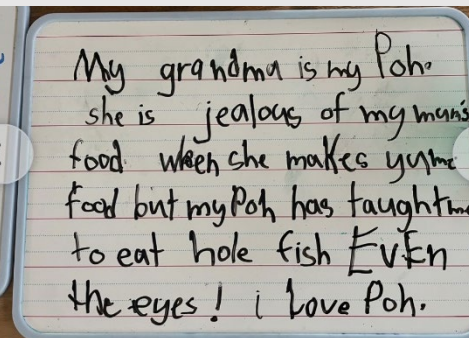 My grandma is my Poh.
she is jealous of my mum's
food when she makes yume
food but my Poh has taught me
to eat hole fish EvEn
the eyes! i Love Poh.